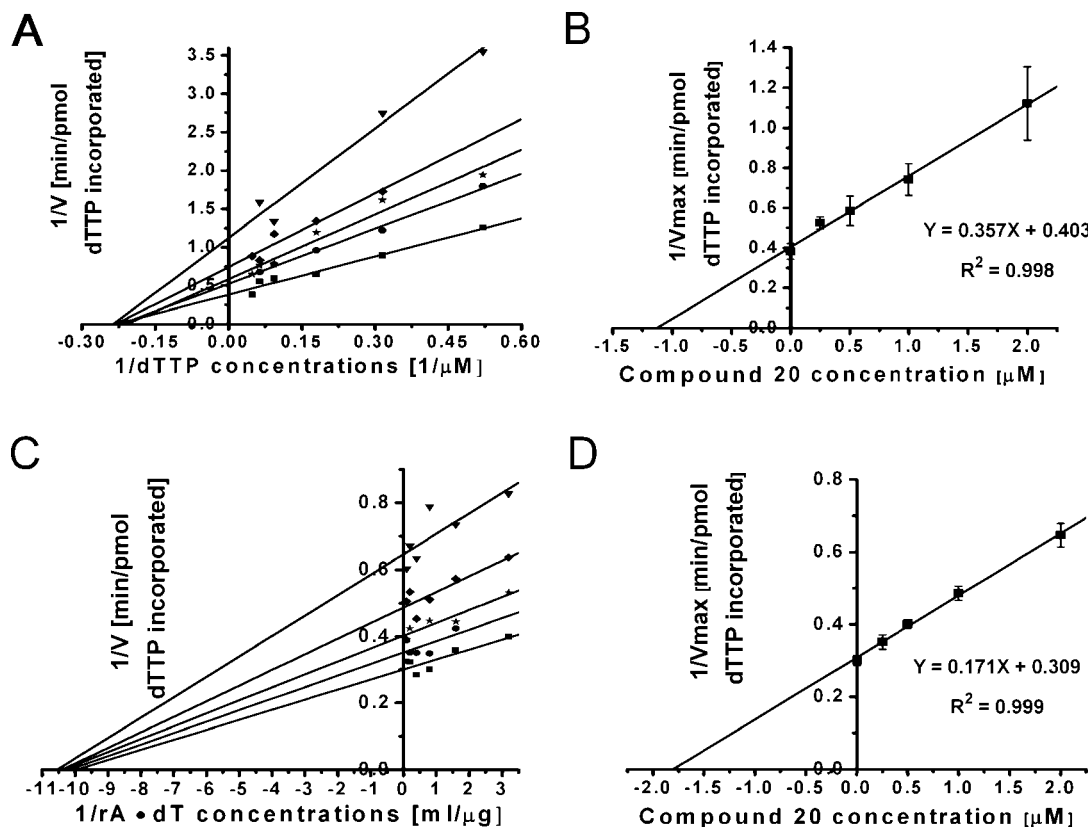 A
1/V [min/pmol
dTTP incorporated]
3.5
3.0
2.5
2.0
1.5
1.0
0.5
0.0
-0.30 -0.15 0.00 0.15 0.30 0.45 0.60
1/dTTP concentrations [1/μM]
B
1/Vmax [min/pmol
dTTP incorporated]
1.4
1.2
1.0
0.8
0.6
0.4
0.2
0.0
Y = 0.357X + 0.403
R² = 0.998
-1.5 -1.0 -0.5 0.0 0.5 1.0 1.5 2.0
Compound 20 concentration [μM]
C
1/V [min/pmol
dTTP incorporated]
0.8
0.6
0.4
0.2
0.0
-11 -10 -9 -8 -7 -6 -5 -4 -3 -2 -1 0 1 2 3
1/rA • dT concentrations [ml/μg]
D
1/Vmax [min/pmol
dTTP incorporated]
0.8
0.6
0.4
0.2
0.0
Y = 0.171X + 0.309
R² = 0.999
-2.0 -1.5 -1.0 -0.5 0.0 0.5 1.0 1.5 2.0
Compound 20 concentration [μM]